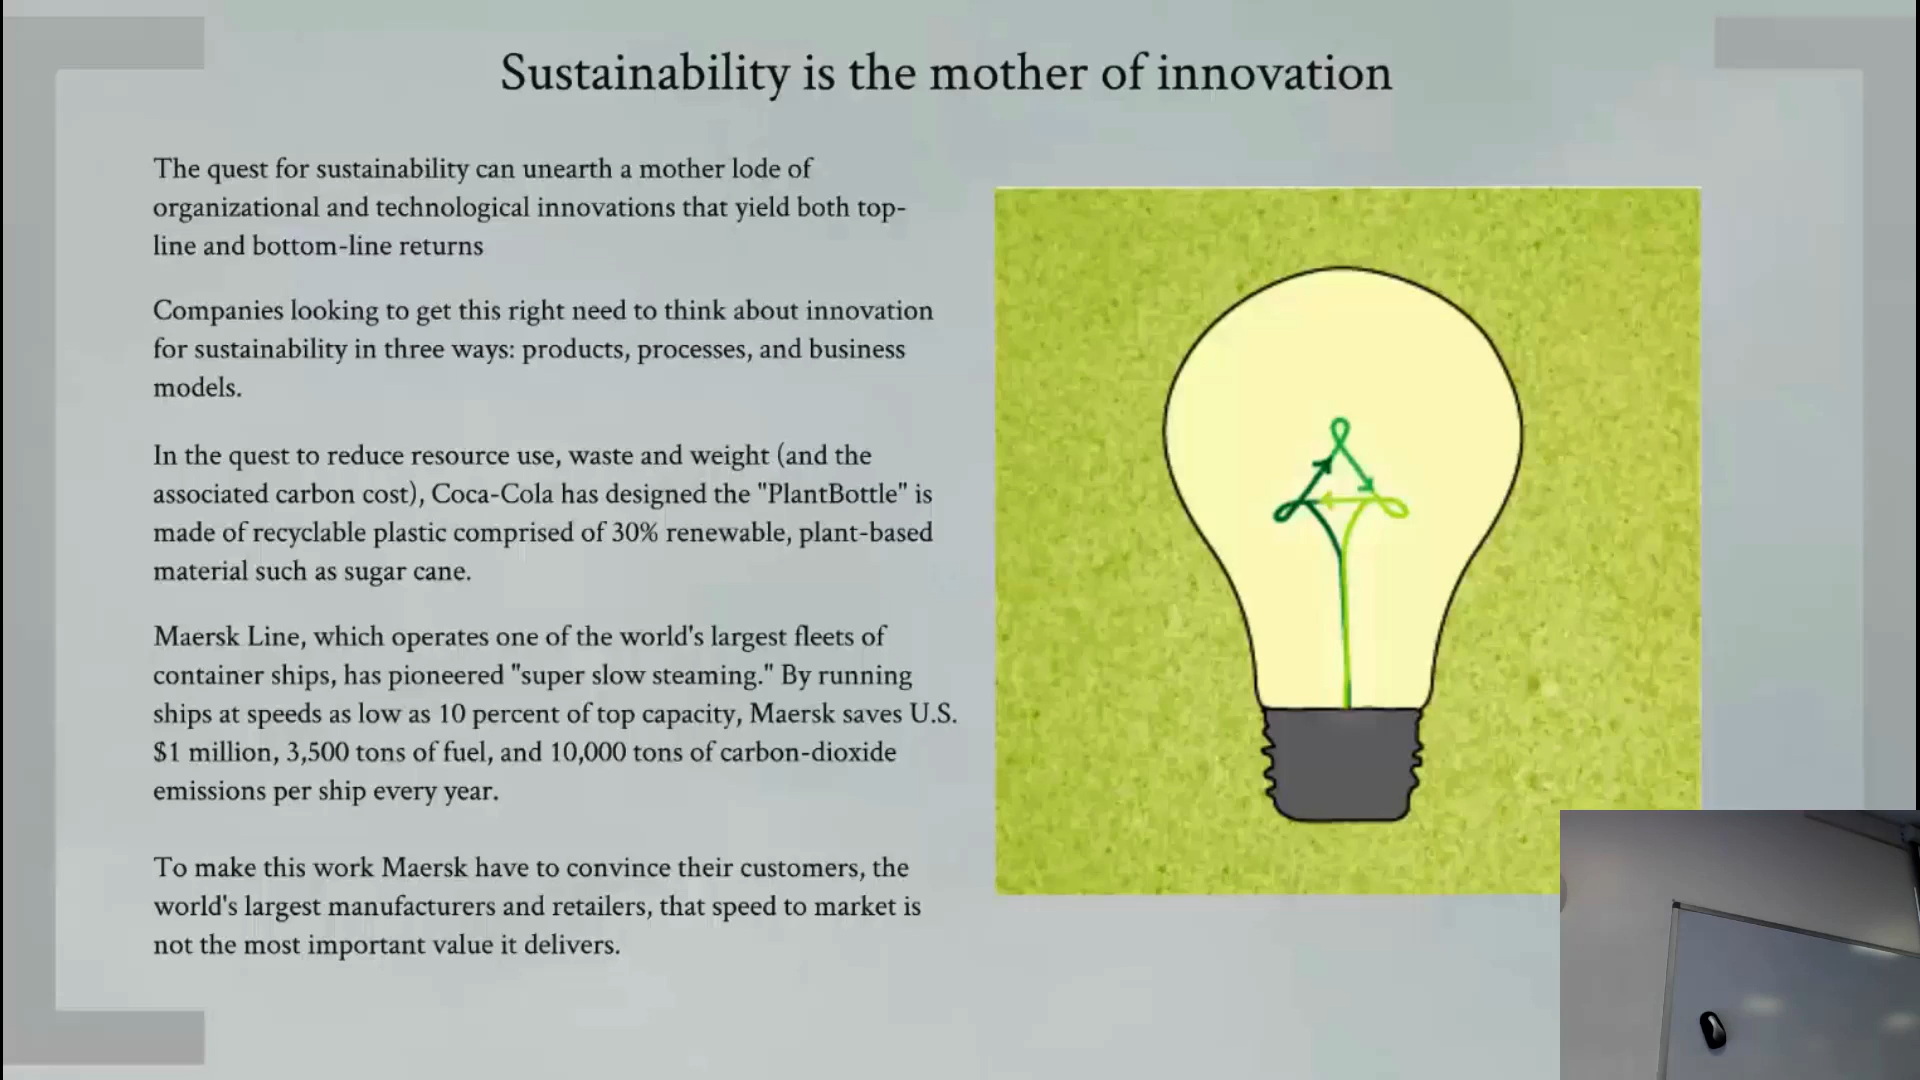 Sustainability is the mother of innovation
The quest for sustainability can unearth a mother lode of
organizational and technological innovations that yield both top-
line and bottom-line returns
Companies looking to get this right need to think about innovation
for sustainability in three ways: products, processes, and business
models.
In the quest to reduce resource use, waste and weight (and the
associated carbon cost), Coca-Cola has designed the "PlantBottle" is
made of recyclable plastic comprised of 30% renewable, plant-based
material such as sugar cane.
Maersk Line, which operates one of the world's largest fleets of
container ships, has pioneered "super slow steaming." By running
ships at speeds as low as 10 percent of top capacity, Maersk saves U.S.
$1 million, 3,500 tons of fuel, and 10,000 tons of carbon-dioxide
emissions per ship every year.
To make this work Maersk have to convince their customers, the
world's largest manufacturers and retailers, that speed to market is
not the most important value it delivers.